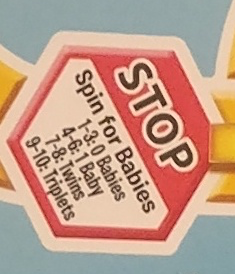 STOP
Spin for Babies
1-3: 0 Babies
4-6: 1 Baby
7-8: Twins
9-10: Triplets